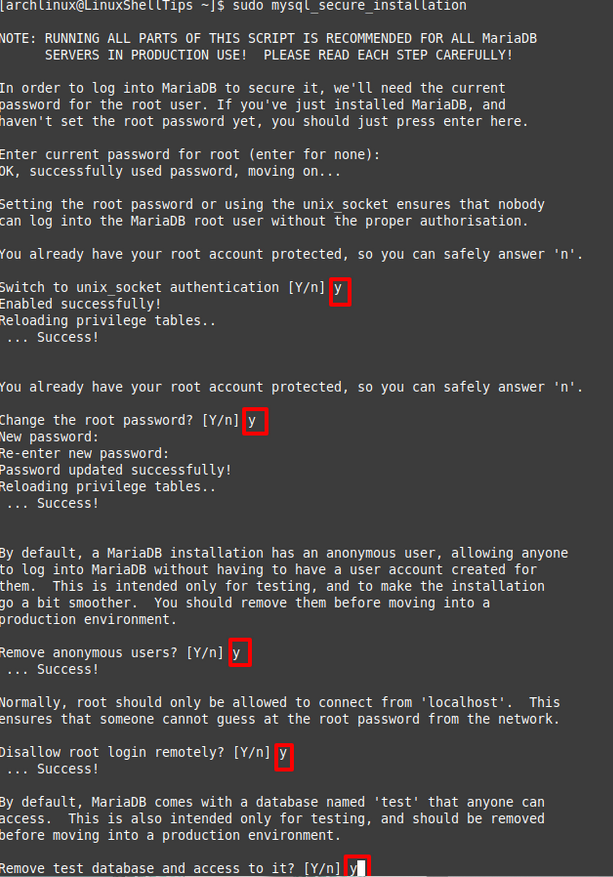 [archlinux@LinuxShellTips ~]$ sudo mysql_secure_installation
NOTE: RUNNING ALL PARTS OF THIS SCRIPT IS RECOMMENDED FOR ALL MariaDB
SERVERS IN PRODUCTION USE!  PLEASE READ EACH STEP CAREFULLY!
In order to log into MariaDB to secure it, we'll need the current
password for the root user. If you've just installed MariaDB, and
haven't set the root password yet, you should just press enter here.
Enter current password for root (enter for none):
OK, successfully used password, moving on...
Setting the root password or using the unix_socket ensures that nobody
can log into the MariaDB root user without the proper authorisation.
You already have your root account protected, so you can safely answer 'n'.
Switch to unix_socket authentication [Y/n] y
Enabled successfully!
Reloading privilege tables..
... Success!
You already have your root account protected, so you can safely answer 'n'.
Change the root password? [Y/n] y
New password:
Re-enter new password:
Password updated successfully!
Reloading privilege tables..
... Success!
By default, a MariaDB installation has an anonymous user, allowing anyone
to log into MariaDB without having to have a user account created for
them.  This is intended only for testing, and to make the installation
go a bit smoother.  You should remove them before moving into a
production environment.
Remove anonymous users? [Y/n] y
... Success!
Normally, root should only be allowed to connect from 'localhost'.  This
ensures that someone cannot guess at the root password from the network.
Disallow root login remotely? [Y/n] y
... Success!
By default, MariaDB comes with a database named 'test' that anyone can
access.  This is also intended only for testing, and should be removed
before moving into a production environment.
Remove test database and access to it? [Y/n] y